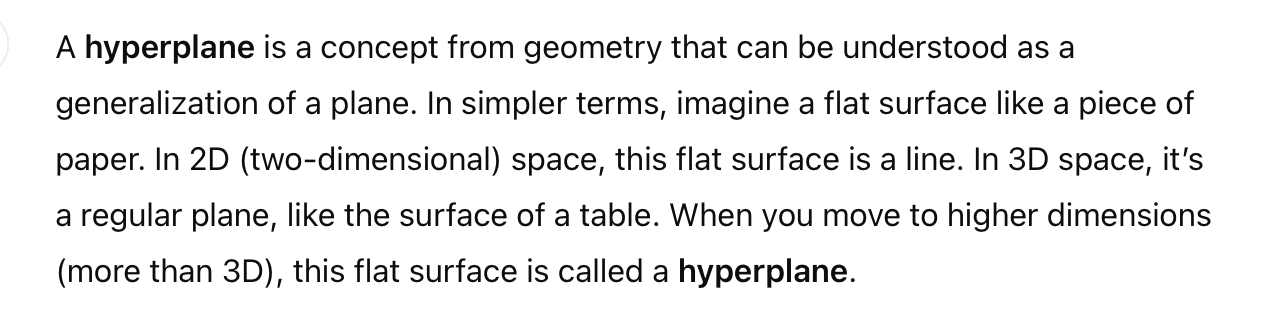 A hyperplane is a concept from geometry that can be understood as a
generalization of a plane. In simpler terms, imagine a flat surface like a piece of
paper. In 2D (two-dimensional) space, this flat surface is a line. In 3D space, it’s
a regular plane, like the surface of a table. When you move to higher dimensions
(more than 3D), this flat surface is called a hyperplane.